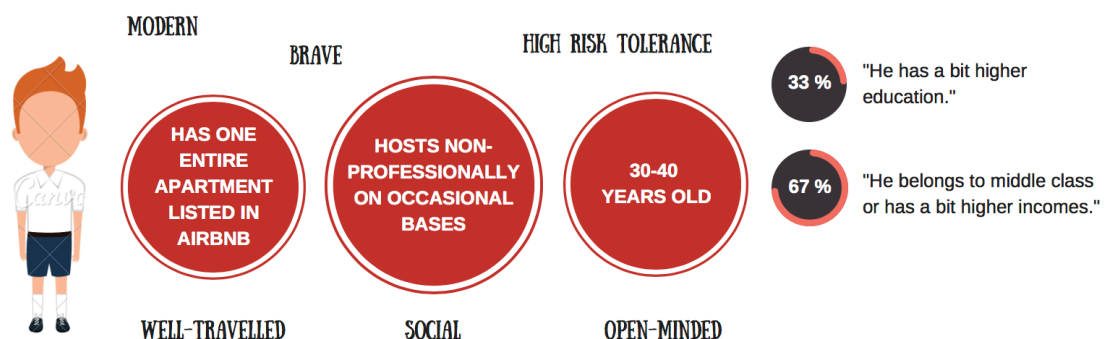 MODERN
BRAVE
HIGH RISK TOLERANCE
HAS ONE
ENTIRE
APARTMENT
LISTED IN
AIRBNB
HOSTS NON-
PROFESSIONALLY
ON OCCASIONAL
BASES
30-40
YEARS OLD
33 %
"He has a bit higher
education."
67 %
"He belongs to middle class
or has a bit higher incomes."
WELL-TRAVELLED
SOCIAL
OPEN-MINDED
Canva